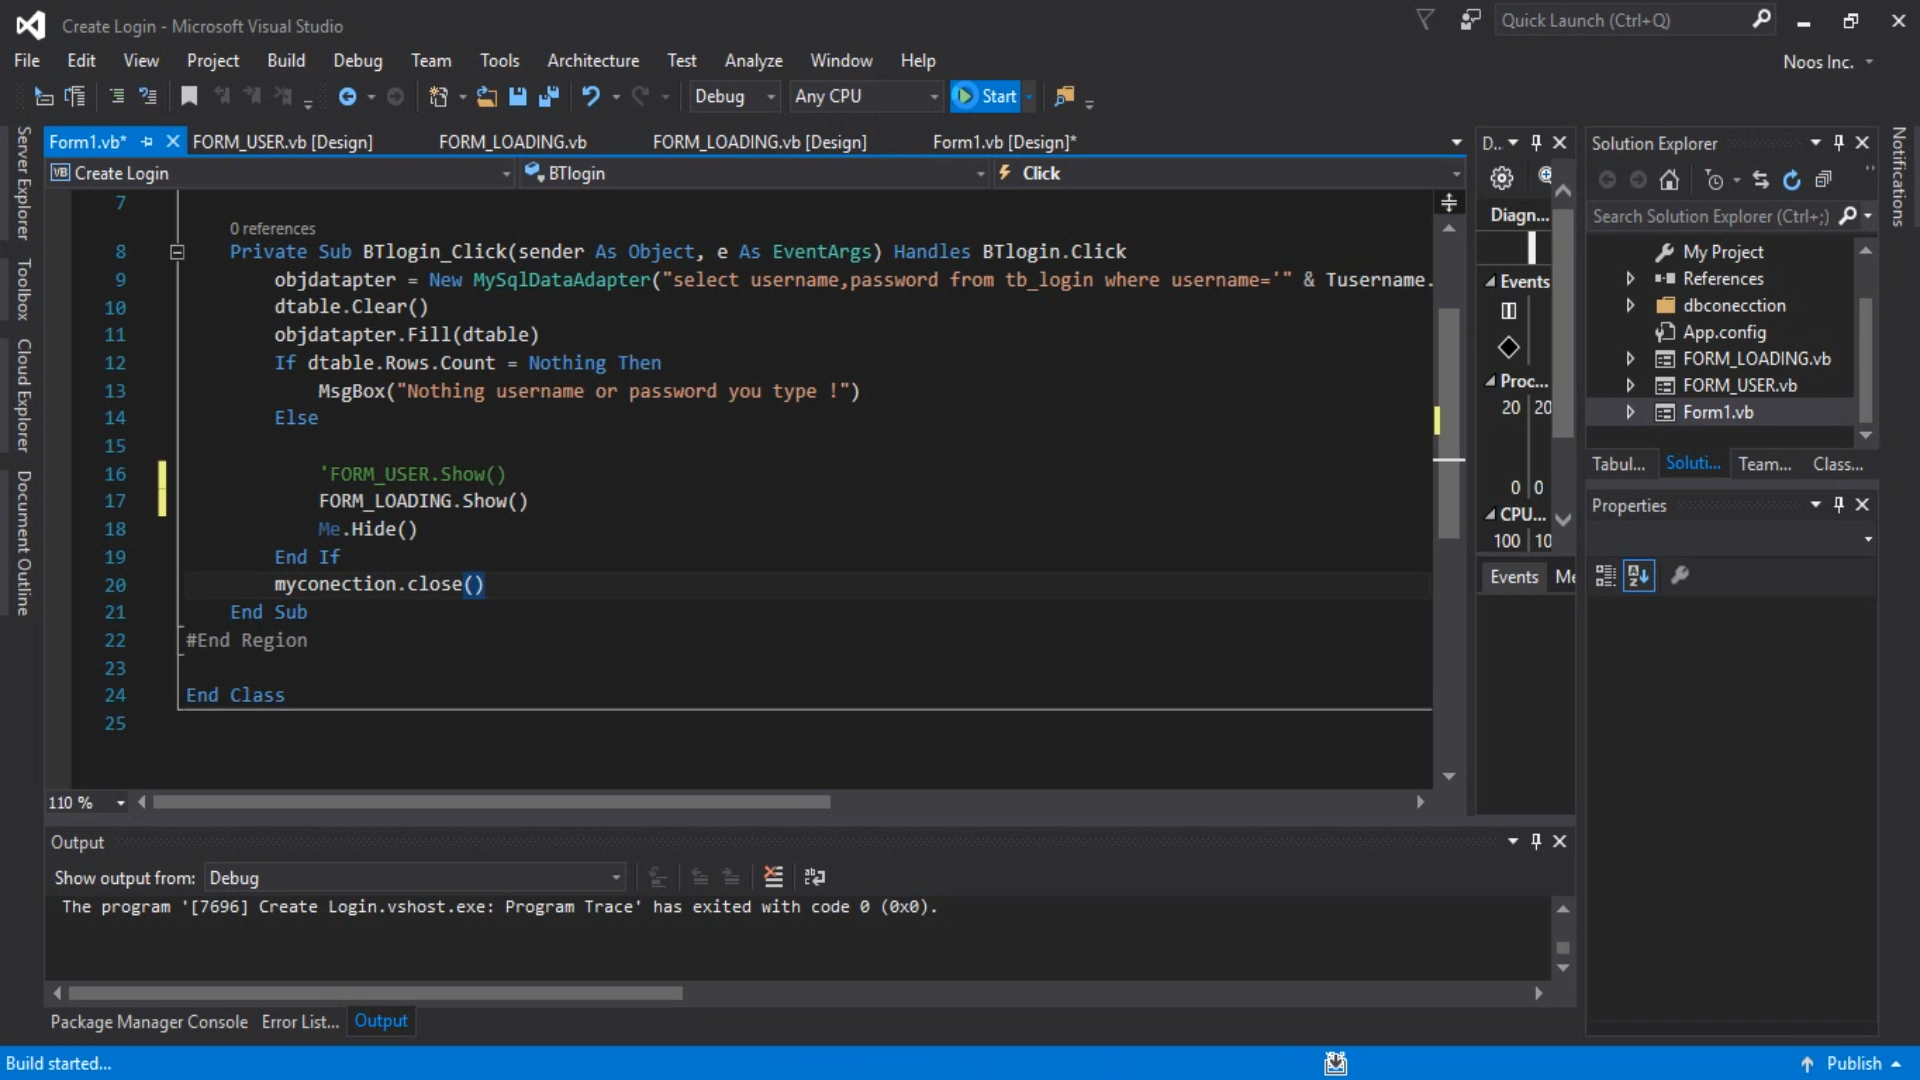 Create Login - Microsoft Visual Studio
Quick Launch (Ctrl+Q)
File Edit View Project Build Debug Team Tools Architecture Test Analyze Window Help
Noos Inc.
Debug Any CPU Start
Server Explorer
Toolbox
Cloud Explorer
Document Outline
Form1.vb* FORM_USER.vb [Design] FORM_LOADING.vb FORM_LOADING.vb [Design] Form1.vb [Design]*
VB Create Login BTlogin Click
7
0 references
8 Private Sub BTlogin_Click(sender As Object, e As EventArgs) Handles BTlogin.Click
9 objdatapter = New MySqlDataAdapter("select username,password from tb_login where username='" & Tusername.
10 dtable.Clear()
11 objdatapter.Fill(dtable)
12 If dtable.Rows.Count = Nothing Then
13 MsgBox("Nothing username or password you type !")
14 Else
15
16 'FORM_USER.Show()
17 FORM_LOADING.Show()
18 Me.Hide()
19 End If
20 myconection.close()
21 End Sub
22 #End Region
23
24 End Class
25
110 %
D...
Diagn...
Events
Proc...
20 20
0 0
CPU...
100 10
Events Me
Solution Explorer
Search Solution Explorer (Ctrl+;)
My Project
References
dbconecction
App.config
FORM_LOADING.vb
FORM_USER.vb
Form1.vb
Tabul... Soluti... Team... Class...
Properties
Notifications
Output
Show output from: Debug
The program '[7696] Create Login.vshost.exe: Program Trace' has exited with code 0 (0x0).
Package Manager Console Error List... Output
Build started...
Publish